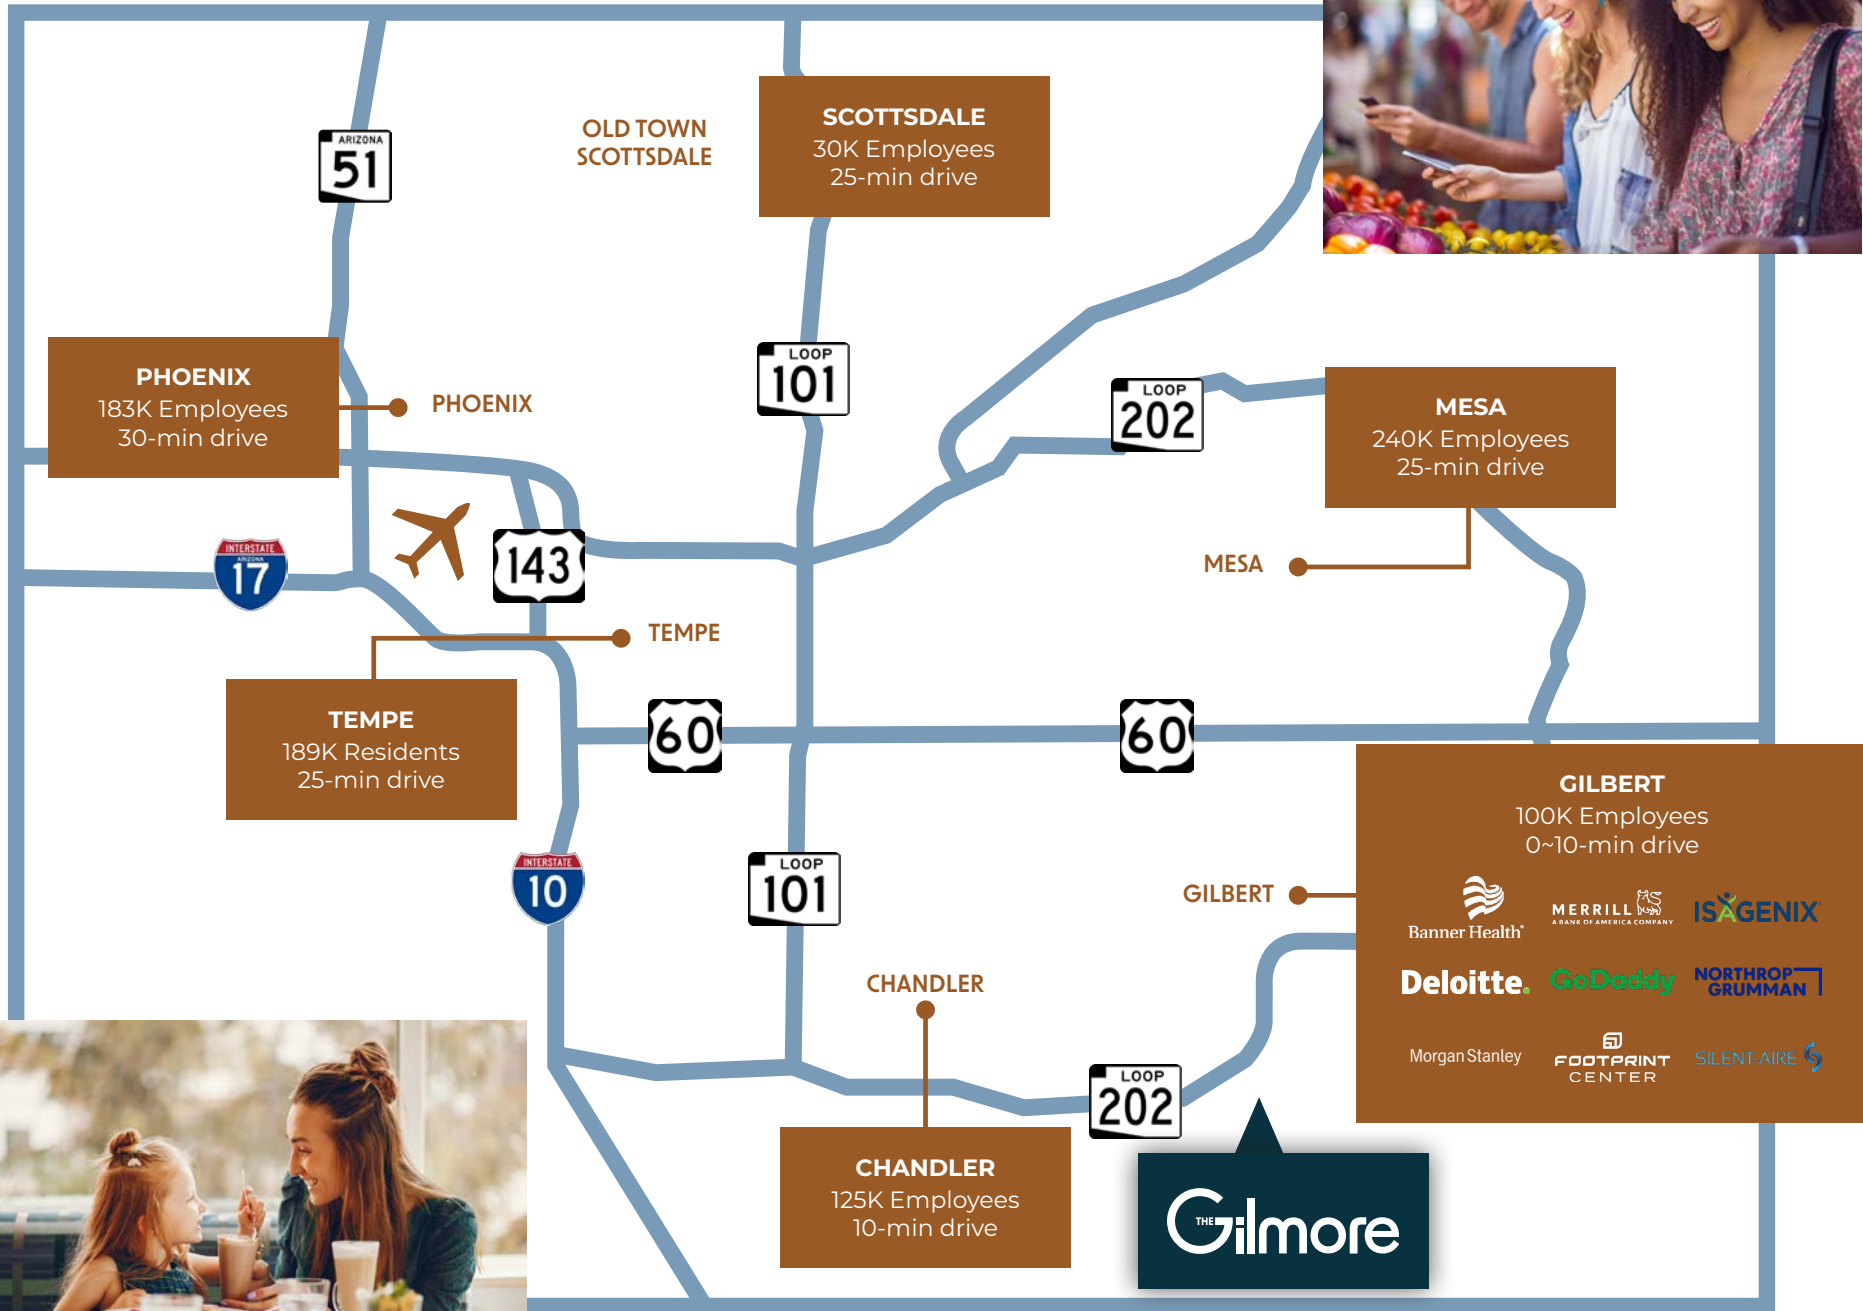 ARIZONA
51
OLD TOWN
SCOTTSDALE
SCOTTSDALE
30K Employees
25-min drive
PHOENIX
183K Employees
30-min drive
PHOENIX
LOOP
101
LOOP
202
MESA
240K Employees
25-min drive
INTERSTATE
ARIZONA
17
143
MESA
TEMPE
TEMPE
189K Residents
25-min drive
60
60
GILBERT
100K Employees
0~10-min drive
INTERSTATE
10
LOOP
101
GILBERT
Banner Health®
MERRILL
A BANK OF AMERICA COMPANY
ISAGENIX
Deloitte.
GoDaddy
NORTHROP
GRUMMAN
Morgan Stanley
FOOTPRINT
CENTER
SILENT-AIRE
CHANDLER
LOOP
202
CHANDLER
125K Employees
10-min drive
THE Gilmore